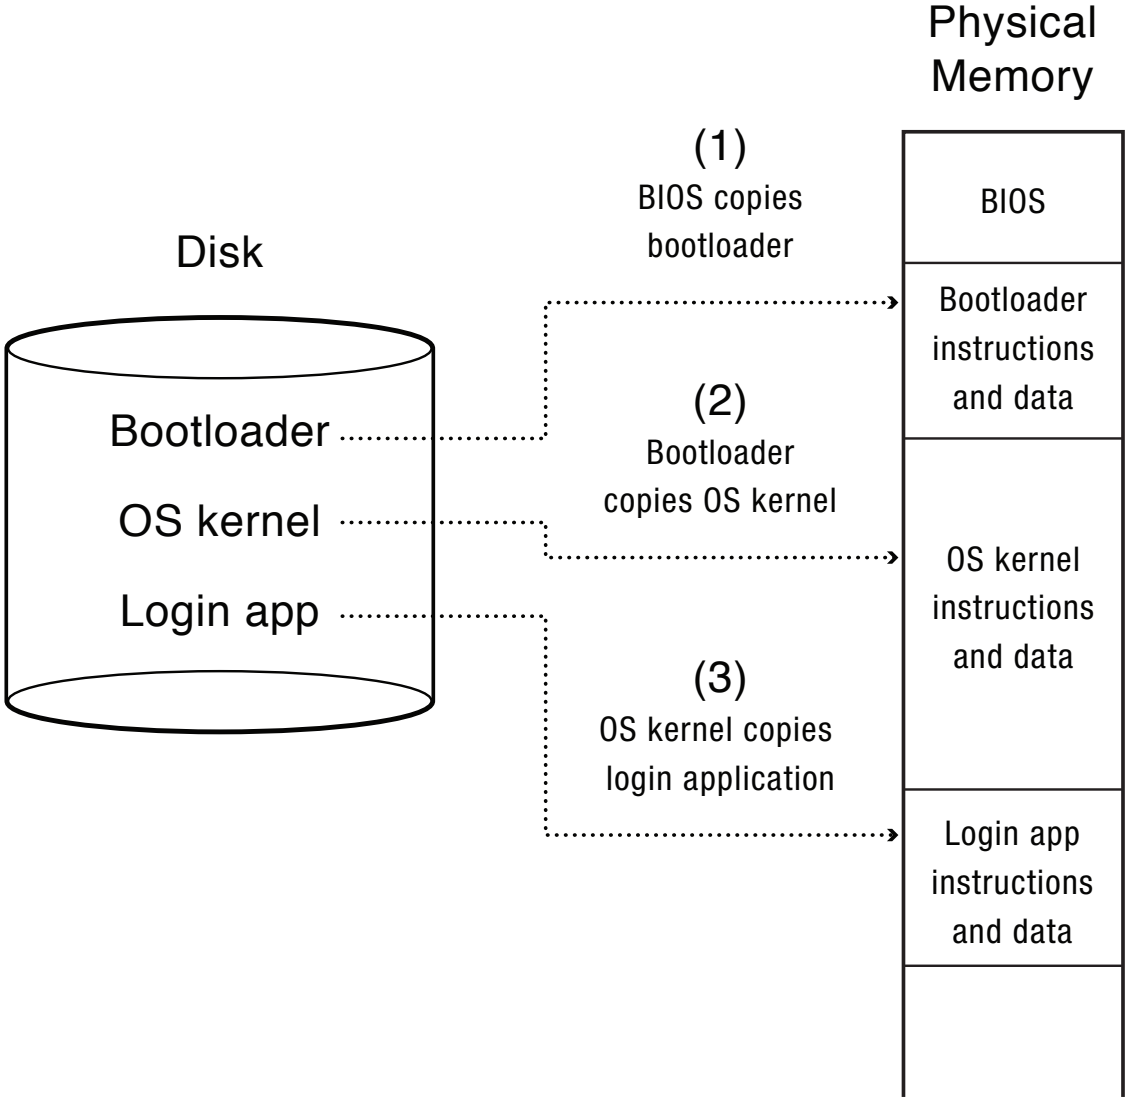 Physical
Memory
(1)
BIOS copies
bootloader
BIOS
Disk
Bootloader
instructions
and data
(2)
Bootloader
copies OS kernel
Bootloader
OS kernel
Login app
OS kernel
instructions
and data
(3)
OS kernel copies
login application
Login app
instructions
and data